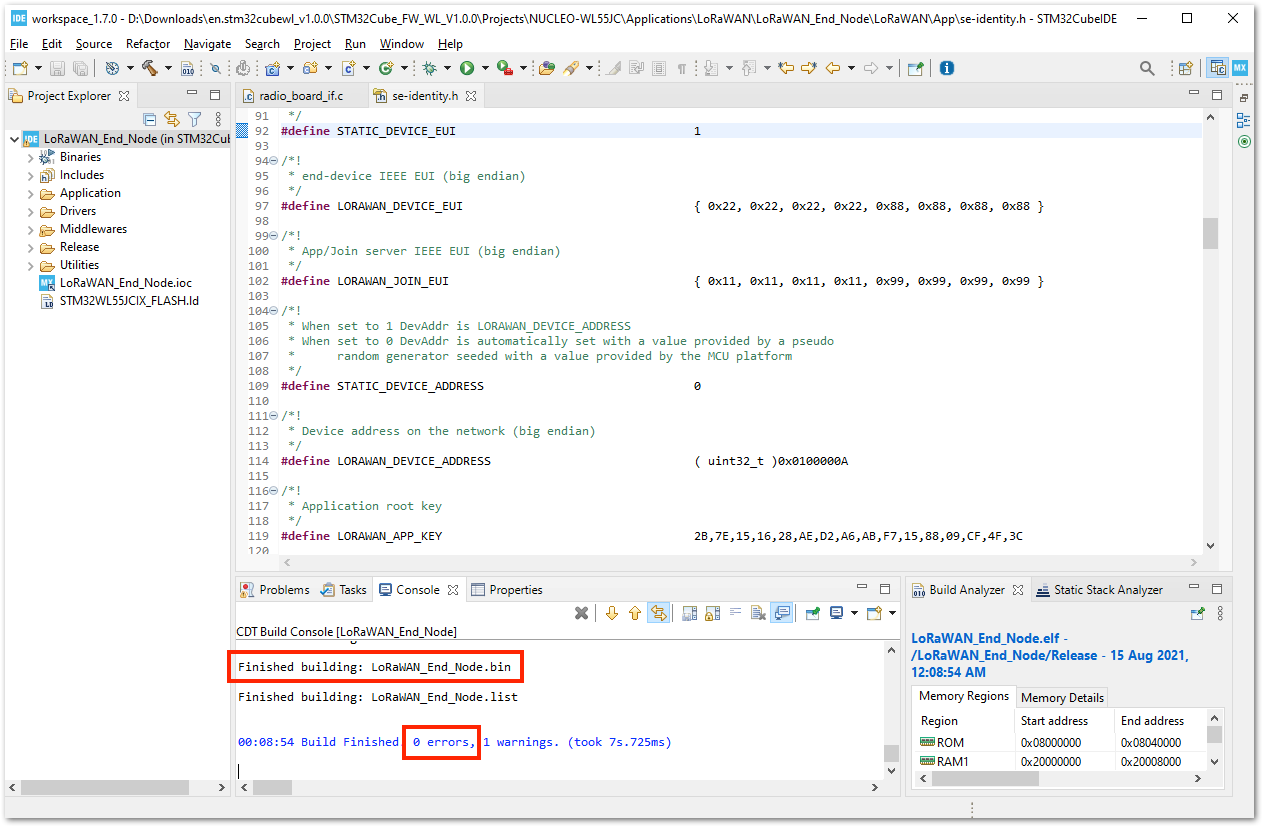 IDE workspace_1.7.0 - D:\Downloads\en.stm32cubewl_v1.0.0\STM32Cube_FW_WL_V1.0.0\Projects\NUCLEO-WL55JC\Applications\LoRaWAN\LoRaWAN_End_Node\LoRaWAN\App\se-identity.h - STM32CubeIDE
File Edit Source Refactor Navigate Search Project Run Window Help
010
MX
Project Explorer
IDE LoRaWAN_End_Node (in STM32Cub
Binaries
Includes
Application
Drivers
Middlewares
Release
Utilities
MX LoRaWAN_End_Node.ioc
LD STM32WL55JCIX_FLASH.ld
radio_board_if.c se-identity.h
91 */
92 #define STATIC_DEVICE_EUI 1
93
94 /*!
95 * end-device IEEE EUI (big endian)
96 */
97 #define LORAWAN_DEVICE_EUI { 0x22, 0x22, 0x22, 0x22, 0x88, 0x88, 0x88, 0x88 }
98
99 /*!
100 * App/Join server IEEE EUI (big endian)
101 */
102 #define LORAWAN_JOIN_EUI { 0x11, 0x11, 0x11, 0x11, 0x99, 0x99, 0x99, 0x99 }
103
104 /*!
105 * When set to 1 DevAddr is LORAWAN_DEVICE_ADDRESS
106 * When set to 0 DevAddr is automatically set with a value provided by a pseudo
107 * random generator seeded with a value provided by the MCU platform
108 */
109 #define STATIC_DEVICE_ADDRESS 0
110
111 /*!
112 * Device address on the network (big endian)
113 */
114 #define LORAWAN_DEVICE_ADDRESS ( uint32_t )0x0100000A
115
116 /*!
117 * Application root key
118 */
119 #define LORAWAN_APP_KEY 2B,7E,15,16,28,AE,D2,A6,AB,F7,15,88,09,CF,4F,3C
120
Problems Tasks Console Properties
CDT Build Console [LoRaWAN_End_Node]
Finished building: LoRaWAN_End_Node.bin
Finished building: LoRaWAN_End_Node.list
00:08:54 Build Finished. 0 errors, 1 warnings. (took 7s.725ms)
Build Analyzer Static Stack Analyzer
LoRaWAN_End_Node.elf -
/LoRaWAN_End_Node/Release - 15 Aug 2021,
12:08:54 AM
Memory Regions Memory Details
Region Start address End address
ROM 0x08000000 0x08040000
RAM1 0x20000000 0x20008000